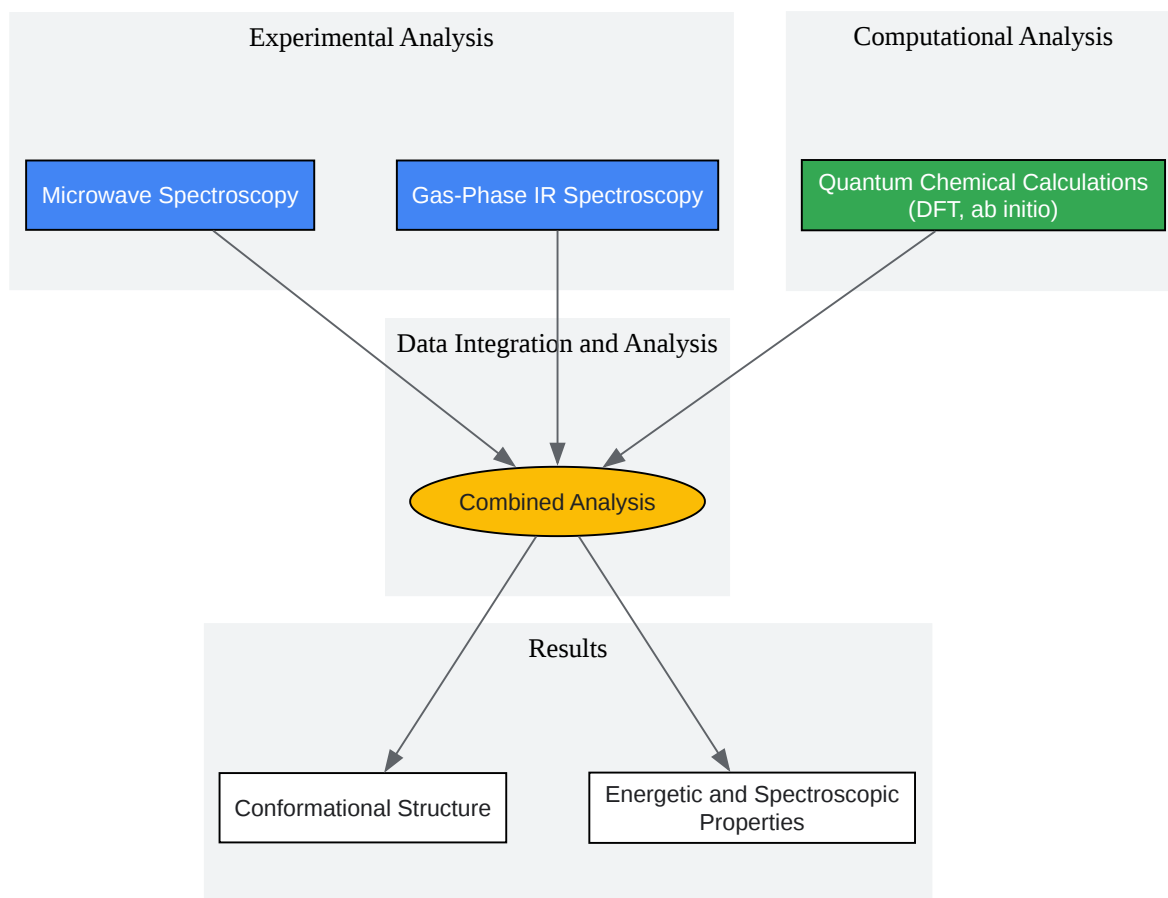 Experimental Analysis
Computational Analysis
Microwave Spectroscopy
Gas-Phase IR Spectroscopy
Quantum Chemical Calculations
(DFT, ab initio)
Data Integration and Analysis
Combined Analysis
Results
Conformational Structure
Energetic and Spectroscopic
Properties